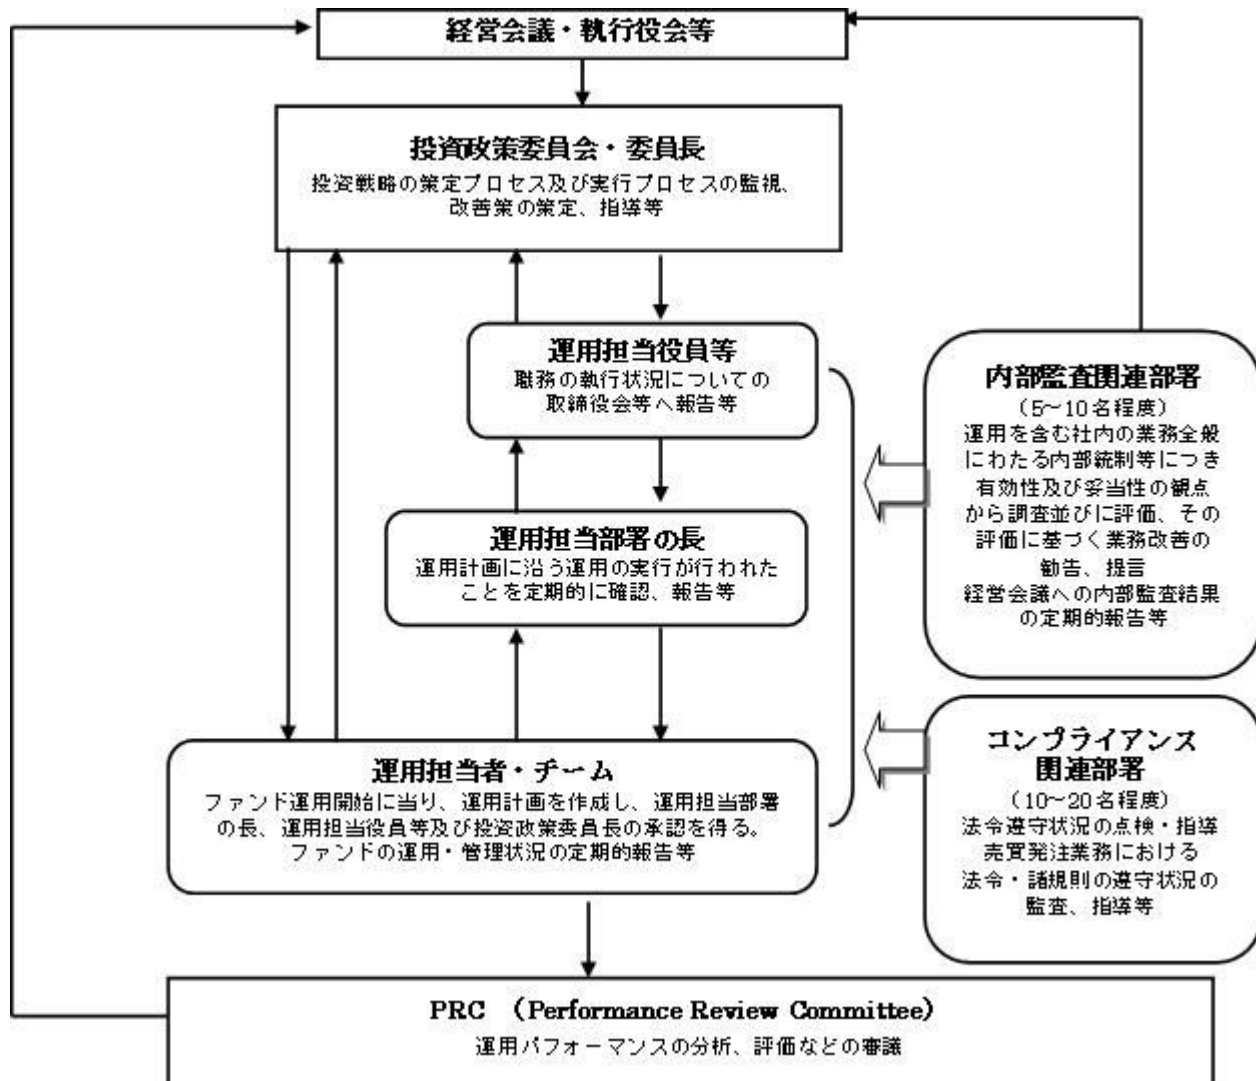 経営会議・執行役会等
投資政策委員会・委員長
投資戦略の策定プロセス及び実行プロセスの監視、
改善策の策定、指導等
運用担当役員等
職務の執行状況についての
取締役会等へ報告等
運用担当部署の長
運用計画に沿う運用の実行が行われた
ことを定期的に確認、報告等
運用担当者・チーム
ファンド運用開始に当り、運用計画を作成し、運用担当部署
の長、運用担当役員等及び投資政策委員長の承認を得る。
ファンドの運用・管理状況の定期的報告等
内部監査関連部署
（5～10名程度）
運用を含む社内の業務全般
にわたる内部統制等につき
有効性及び妥当性の観点
から調査並びに評価、その
評価に基づく業務改善の
勧告、提言
経営会議への内部監査結果
の定期的報告等
コンプライアンス
関連部署
（10～20名程度）
法令遵守状況の点検・指導
売買発注業務における
法令・諸規則の遵守状況の
監査、指導等
PRC （Performance Review Committee）
運用パフォーマンスの分析、評価などの審議